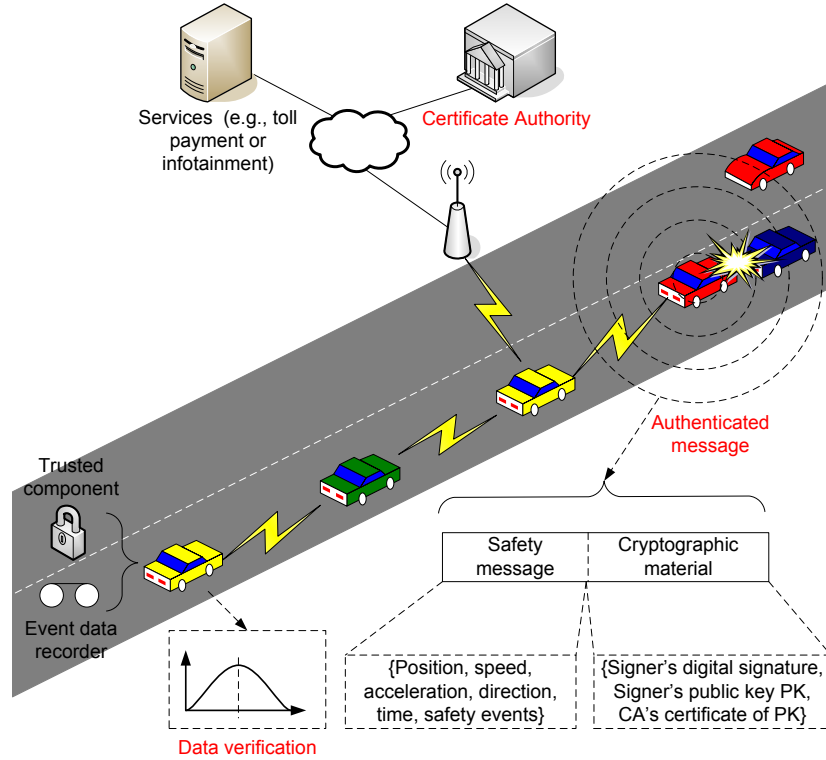 Services (e.g., toll
payment or
infotainment)
Certificate Authority
Authenticated
message
Trusted
component
Event data
recorder
Safety
message
Cryptographic
material
{Position, speed,
acceleration, direction,
time, safety events}
{Signer's digital signature,
Signer's public key PK,
CA's certificate of PK}
Data verification